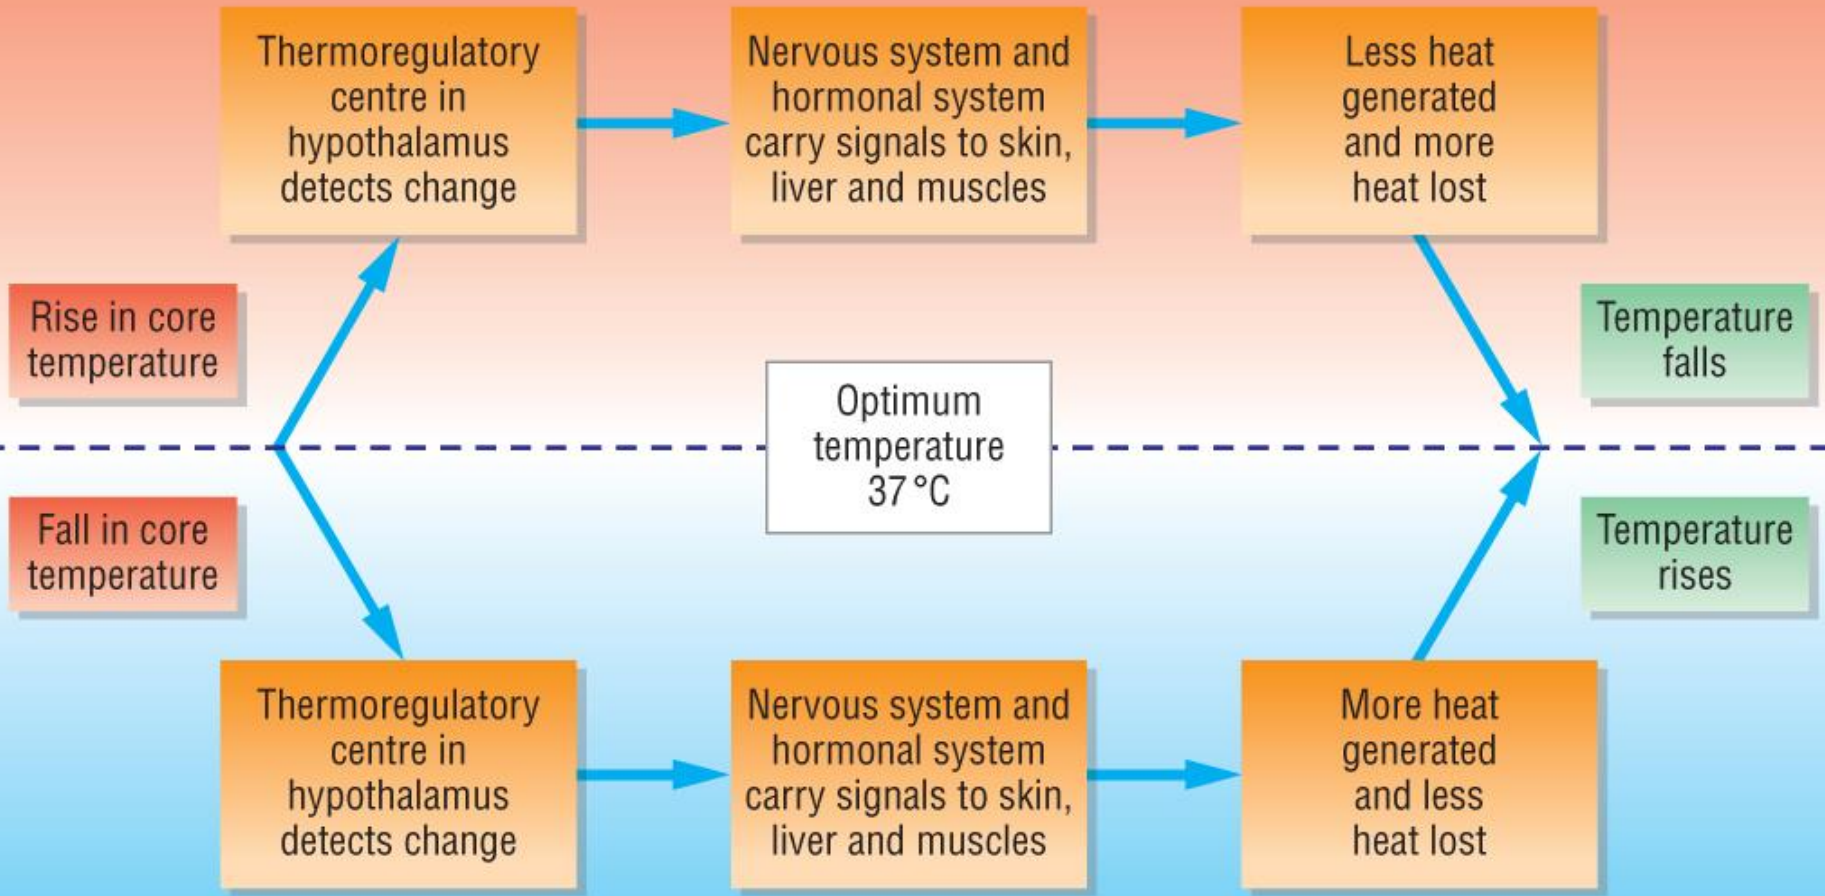 Thermoregulatory
centre in
hypothalamus
detects change
Nervous system and
hormonal system
carry signals to skin,
liver and muscles
Less heat
generated
and more
heat lost
Rise in core
temperature
Temperature
falls
Optimum
temperature
37 °C
Fall in core
temperature
Temperature
rises
Thermoregulatory
centre in
hypothalamus
detects change
Nervous system and
hormonal system
carry signals to skin,
liver and muscles
More heat
generated
and less
heat lost